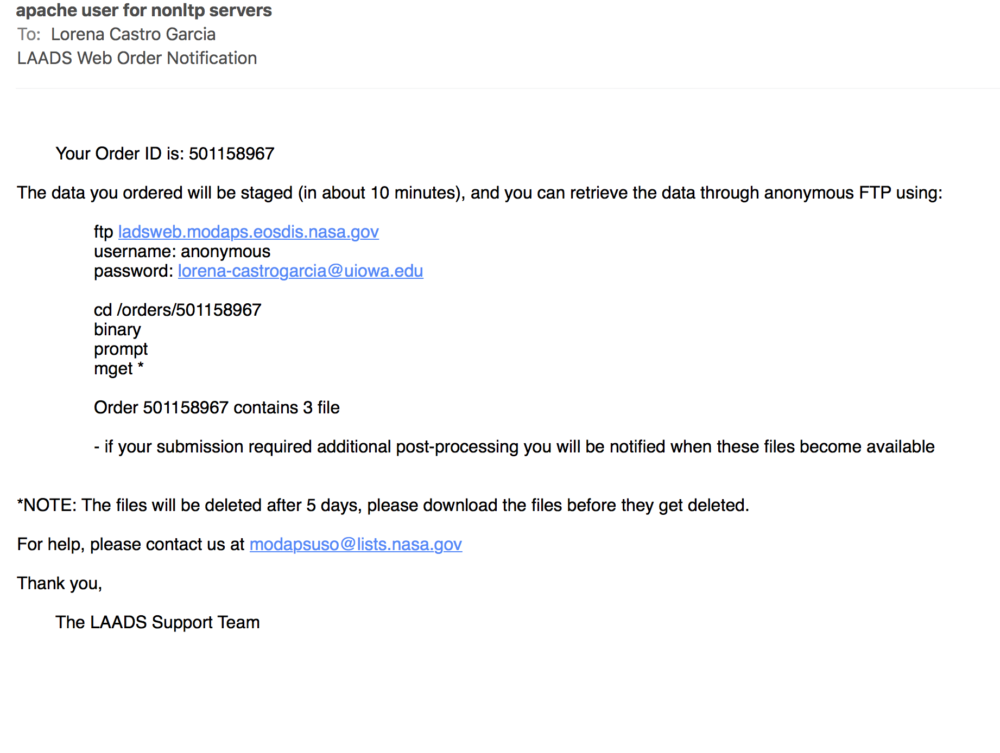 apache user for nonltp servers
To: Lorena Castro Garcia
LAADS Web Order Notification
Your Order ID is: 501158967
The data you ordered will be staged (in about 10 minutes), and you can retrieve the data through anonymous FTP using:
ftp ladsweb.modaps.eosdis.nasa.gov
username: anonymous
password: lorena-castrogarcia@uiowa.edu
cd /orders/501158967
binary
prompt
mget *
Order 501158967 contains 3 file
- if your submission required additional post-processing you will be notified when these files become available
*NOTE: The files will be deleted after 5 days, please download the files before they get deleted.
For help, please contact us at modapsuso@lists.nasa.gov
Thank you,
The LAADS Support Team